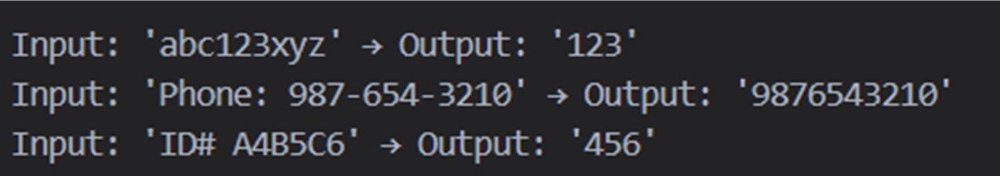 Input: 'abc123xyz' → Output: '123'
Input: 'Phone: 987-654-3210' → Output: '9876543210'
Input: 'ID# A4B5C6' → Output: '456'